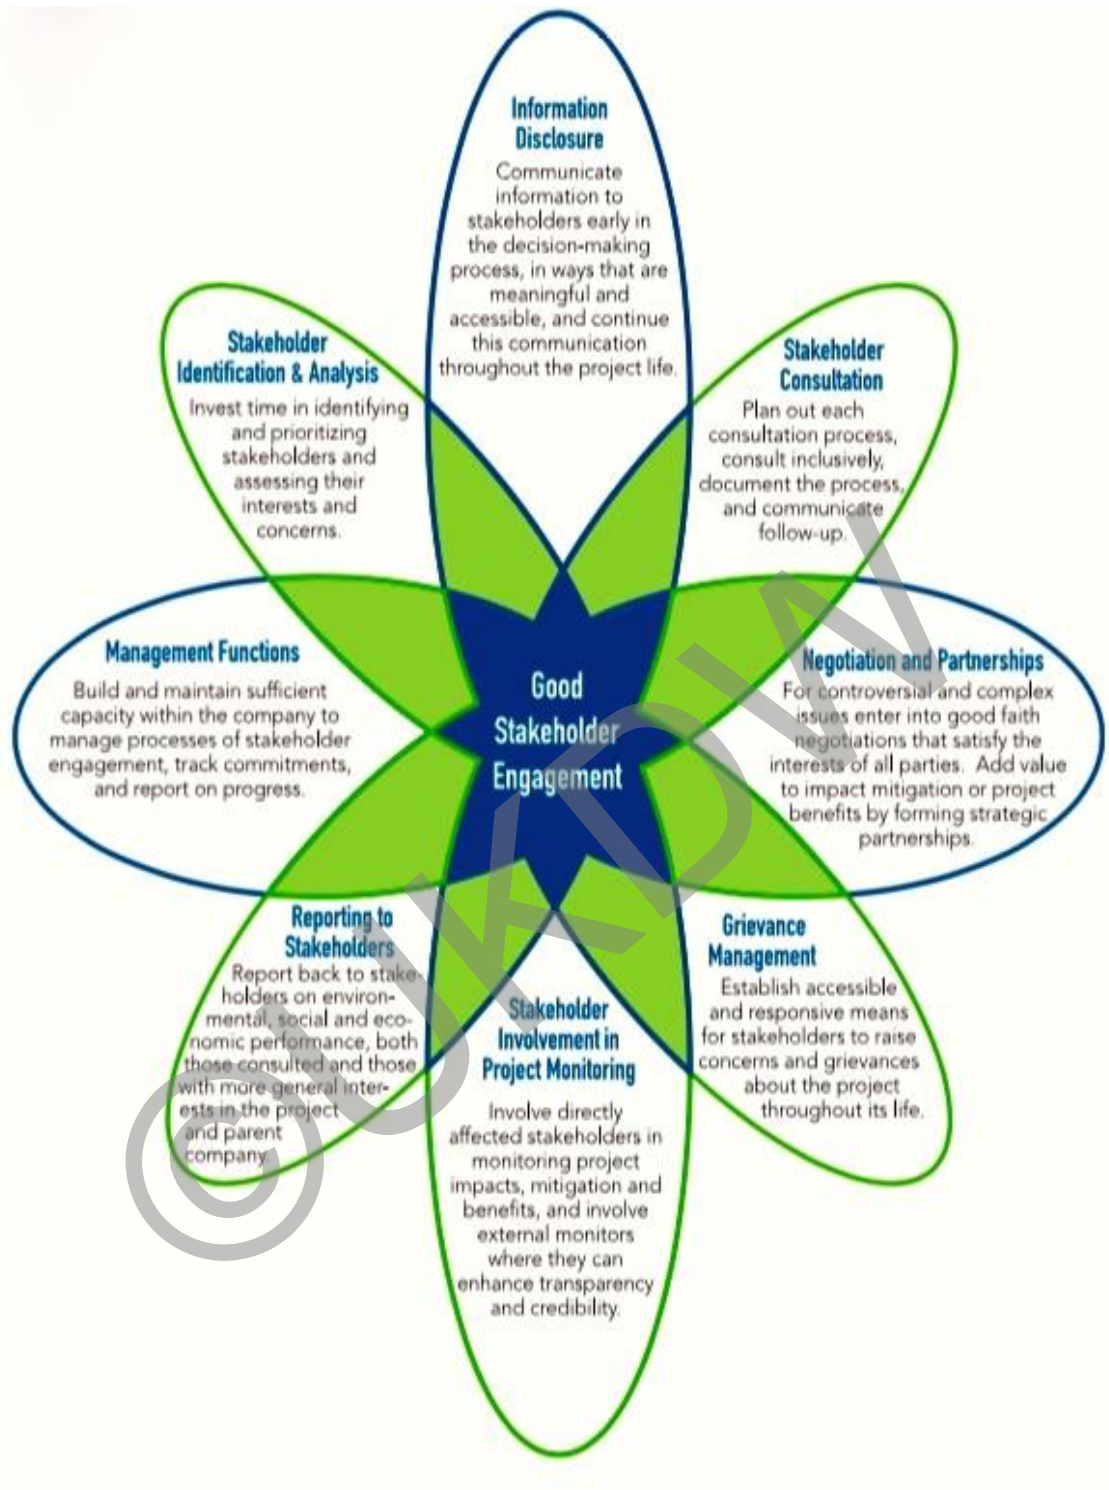 Information
Disclosure
Communicate
information to
stakeholders early in
the decision-making
process, in ways that are
meaningful and
accessible, and continue
this communication
throughout the project life.
Stakeholder
Identification & Analysis
Invest time in identifying
and prioritizing
stakeholders and
assessing their
interests and
concerns.
Stakeholder
Consultation
Plan out each
consultation process,
consult inclusively,
document the process,
and communicate
follow-up.
Management Functions
Build and maintain sufficient
capacity within the company to
manage processes of stakeholder
engagement, track commitments,
and report on progress.
Good
Stakeholder
Engagement
Negotiation and Partnerships
For controversial and complex
issues enter into good faith
negotiations that satisfy the
interests of all parties. Add value
to impact mitigation or project
benefits by forming strategic
partnerships.
Reporting to
Stakeholders
Report back to stake-
holders on environ-
mental, social and eco-
nomic performance, both
those consulted and those
with more general inter-
ests in the project
and parent
company.
Stakeholder
Involvement in
Project Monitoring
Involve directly
affected stakeholders in
monitoring project
impacts, mitigation and
benefits, and involve
external monitors
where they can
enhance transparency
and credibility.
Grievance
Management
Establish accessible
and responsive means
for stakeholders to raise
concerns and grievances
about the project
throughout its life.
©UKDW